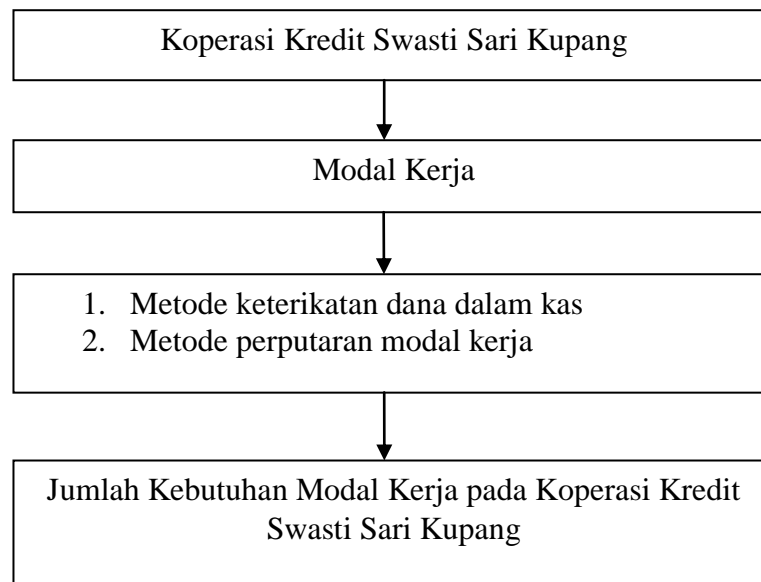 Koperasi Kredit Swasti Sari Kupang
Modal Kerja
1. Metode keterikatan dana dalam kas
2. Metode perputaran modal kerja
Jumlah Kebutuhan Modal Kerja pada Koperasi Kredit
Swasti Sari Kupang